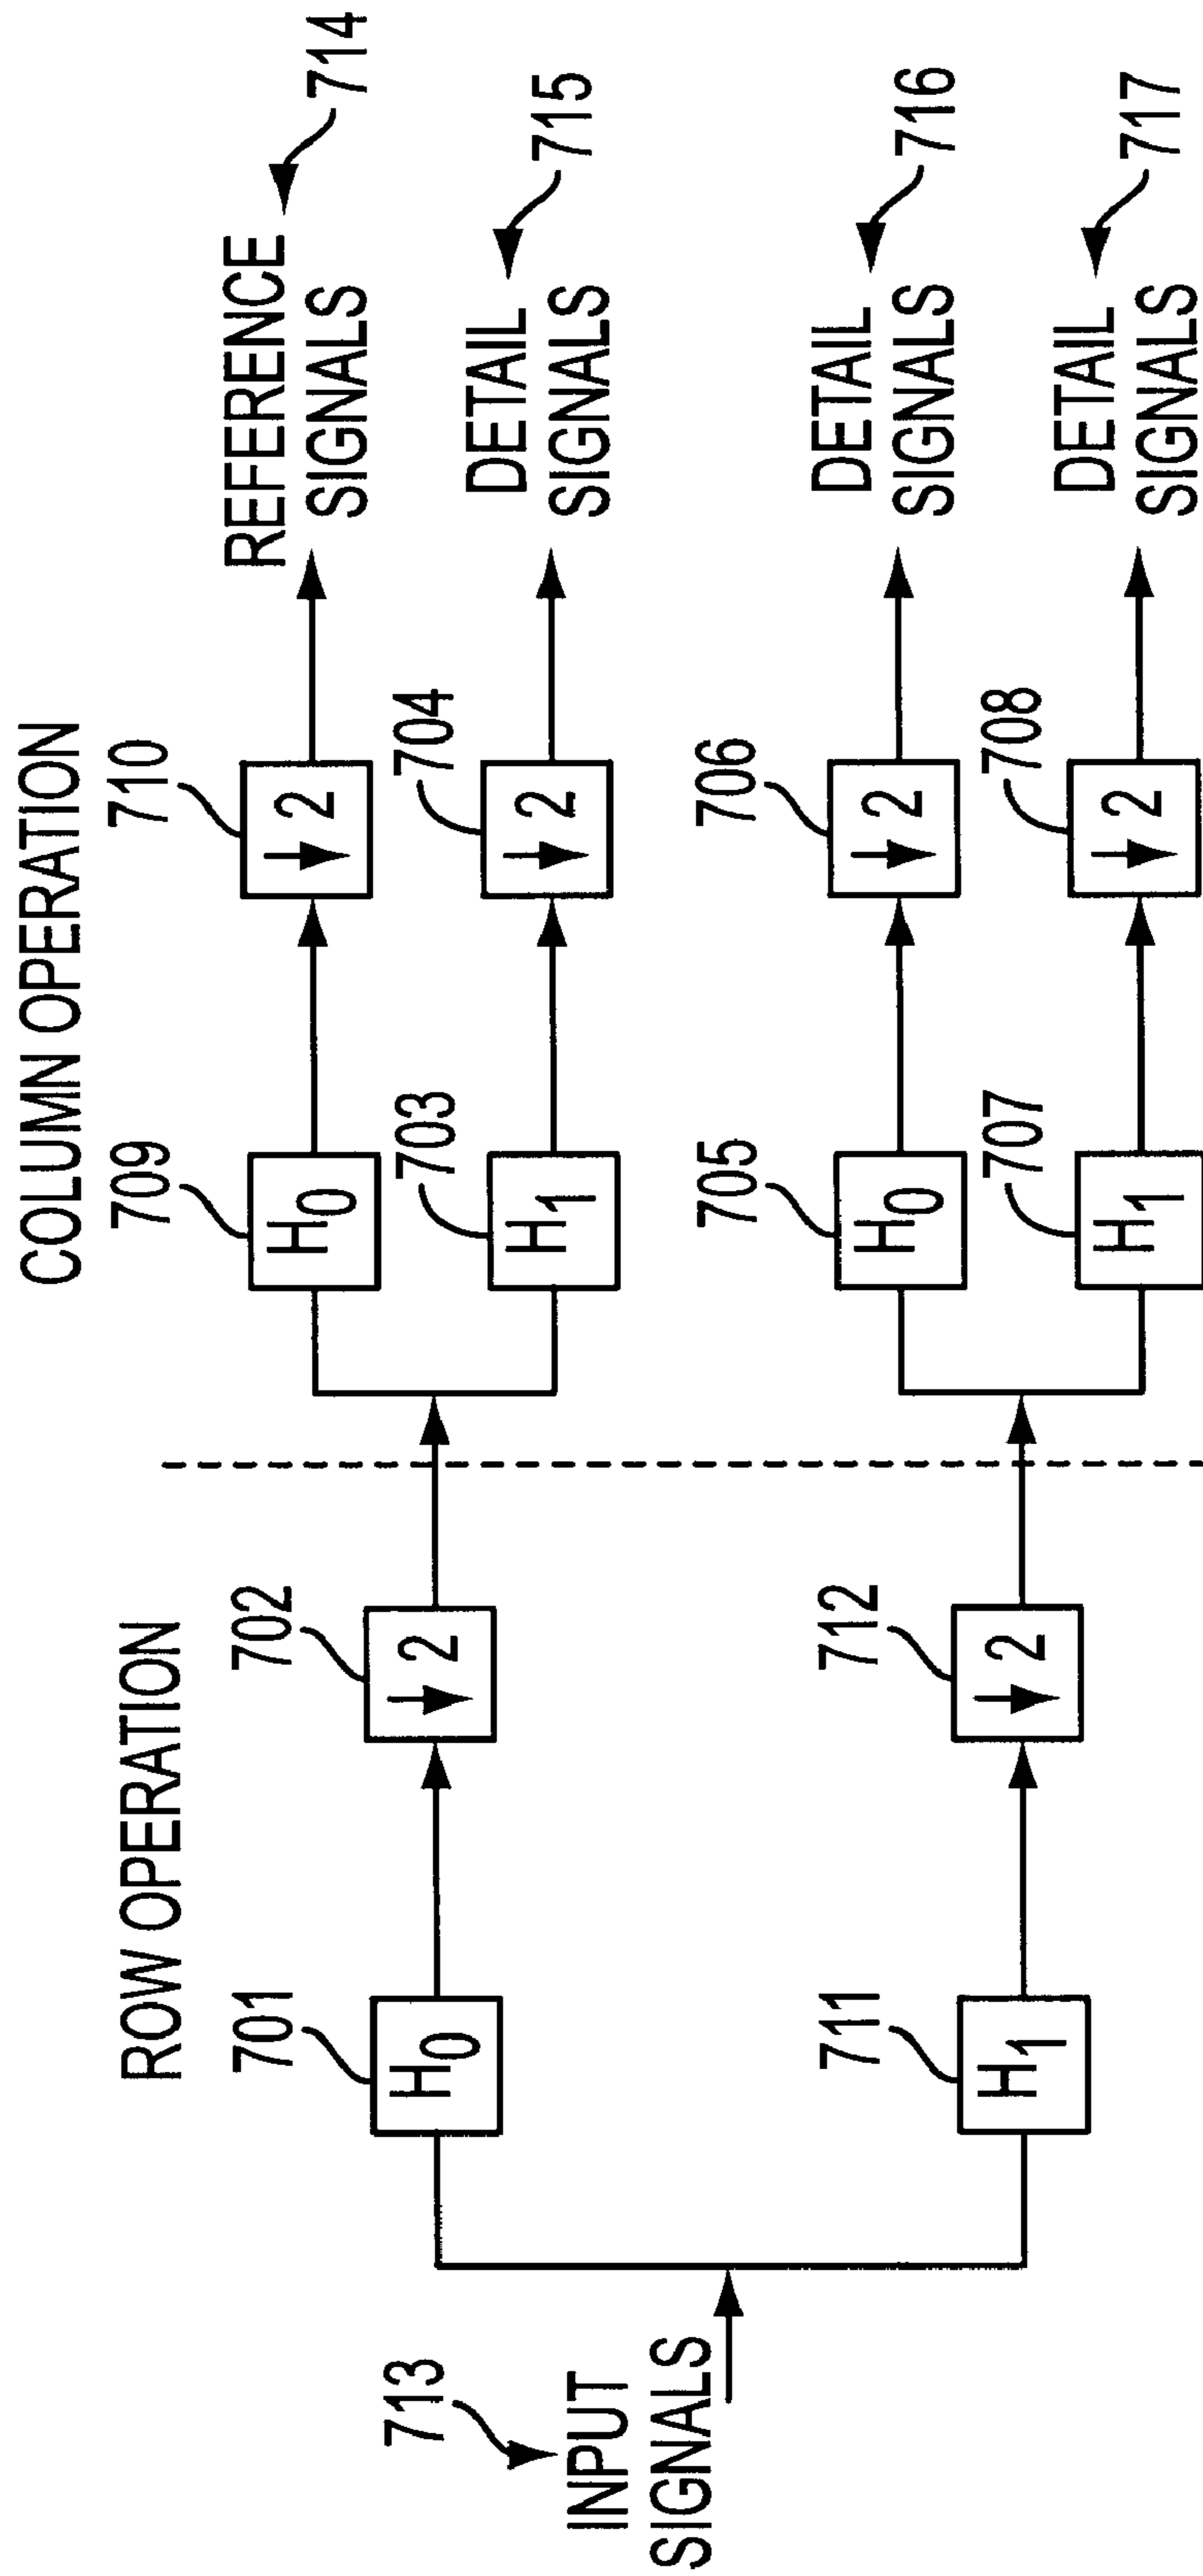 ROW OPERATION
COLUMN OPERATION
713
INPUT
SIGNALS
701
H0
702
↓ 2
711
H1
712
↓ 2
709
H0
710
↓ 2
REFERENCE
SIGNALS
714
703
H1
704
↓ 2
DETAIL
SIGNALS
715
705
H0
706
↓ 2
DETAIL
SIGNALS
716
707
H1
708
↓ 2
DETAIL
SIGNALS
717